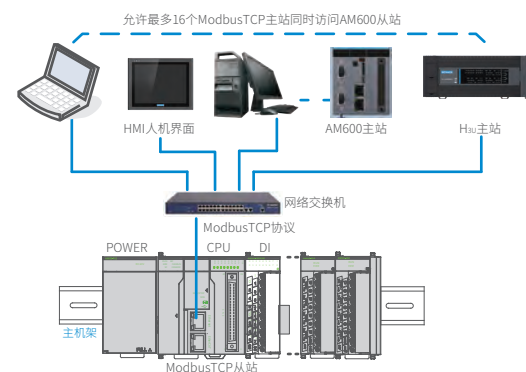 允许最多16个ModbusTCP主站同时访问AM600从站
HMI人机界面
AM600主站
H3U主站
网络交换机
ModbusTCP协议
POWER
CPU
DI
主机架
ModbusTCP从站